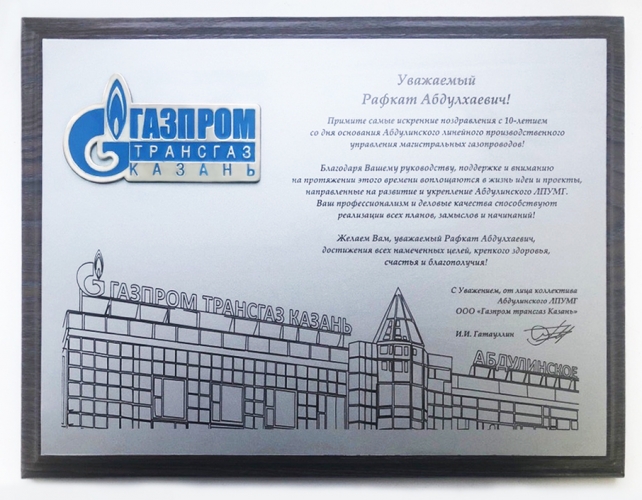 ГАЗПРОМ
ТРАНСГАЗ
КАЗАНЬ
Уважаемый
Рафкат Абдулхаевич!
Примите самые искренние поздравления с 10-летием
со дня основания Абдулинского линейного производственного
управления магистральных газопроводов!
Благодаря Вашему руководству, поддержке и вниманию
на протяжении этого времени воплощаются в жизнь идеи и проекты,
направленные на развитие и укрепление Абдулинского ЛПУМГ.
Ваш профессионализм и деловые качества способствуют
реализации всех планов, замыслов и начинаний!
Желаем Вам, уважаемый Рафкат Абдулхаевич,
достижения всех намеченных целей, крепкого здоровья,
счастья и благополучия!
С Уважением, от лица коллектива
Абдулинского ЛПУМГ
ООО «Газпром трансгаз Казань»
И.И. Гатауллин
ГАЗПРОМ ТРАНСГАЗ КАЗАНЬ
АБДУЛИНСКОЕ